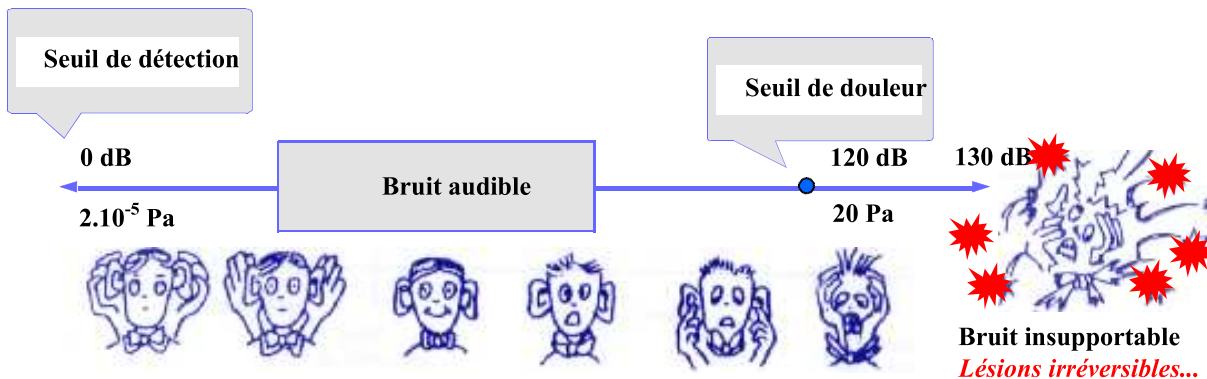 Seuil de détection
Seuil de douleur
0 dB
120 dB
130 dB
Bruit audible
2.10⁻⁵ Pa
20 Pa
Bruit insupportable
Lésions irréversibles...